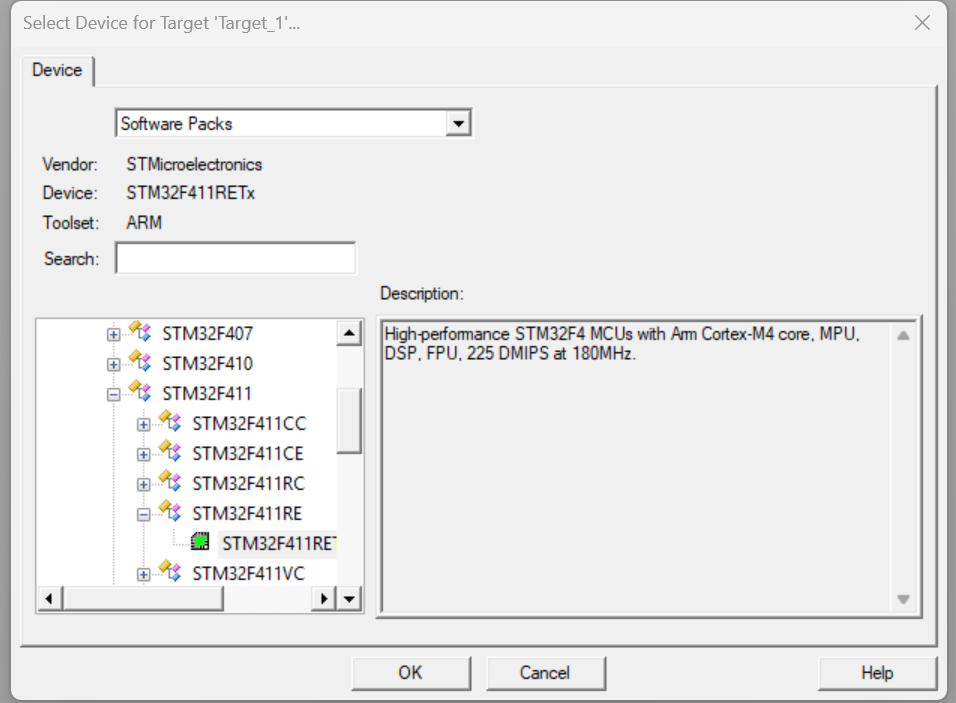 Select Device for Target 'Target_1'...
Device
Software Packs
Vendor: STMicroelectronics
Device: STM32F411RETx
Toolset: ARM
Search:
Description:
STM32F407
STM32F410
STM32F411
STM32F411CC
STM32F411CE
STM32F411RC
STM32F411RE
STM32F411RET
STM32F411VC
High-performance STM32F4 MCUs with Arm Cortex-M4 core, MPU,
DSP, FPU, 225 DMIPS at 180MHz.
OK
Cancel
Help